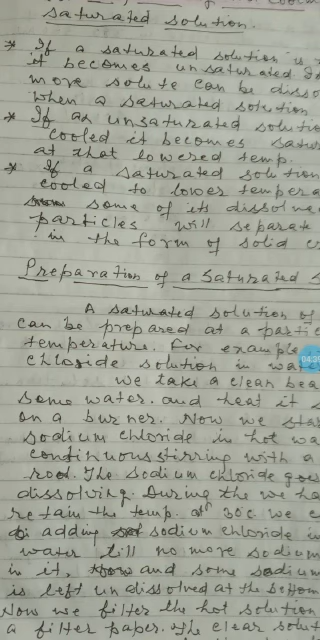 saturated solution.
* If a saturated solution is
it becomes unsaturated
more solute can be disso
when a saturated solution
* If an unsaturated solutio
cooled it becomes satur
at that lowered temp.
* If a saturated solution
cooled to lower tempera
some of its dissolve
particles will separate
in the form of solid c
Preparation of a Saturated S
A saturated solution of
can be prepared at a partic
temperature. For example
chloride solution in wat
we take a clean bea
some water. and heat it
on a burner. Now we sta
sodium chloride in hot wa
continuous stirring with a
rod. The sodium chloride goes
dissolving. During the we ha
retain the temp. 30c. we c
adding sodium chloride in
water till no more sodium
in it, and some sodium
is left undissolved at the bottom
Now we filter the hot solution
a filter paper. The clear solut